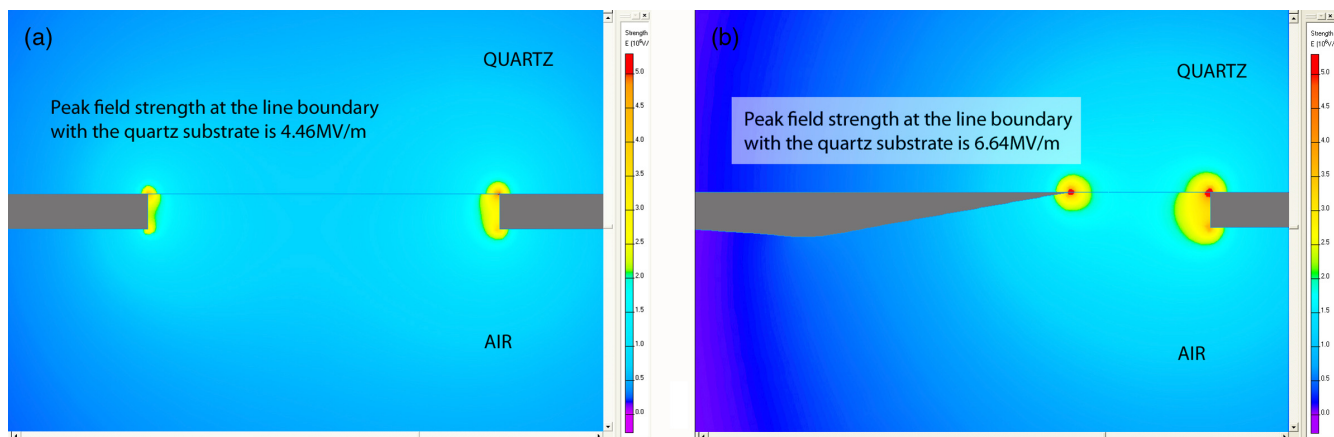 (a)
QUARTZ
Peak field strength at the line boundary
with the quartz substrate is 4.46MV/m
AIR
Strength
E (10⁶V/
5.0
4.5
4.0
3.5
3.0
2.5
2.0
1.5
1.0
0.5
0.0
(b)
QUARTZ
Peak field strength at the line boundary
with the quartz substrate is 6.64MV/m
AIR
Strength
E (10⁶V/
5.0
4.5
4.0
3.5
3.0
2.5
2.0
1.5
1.0
0.5
0.0